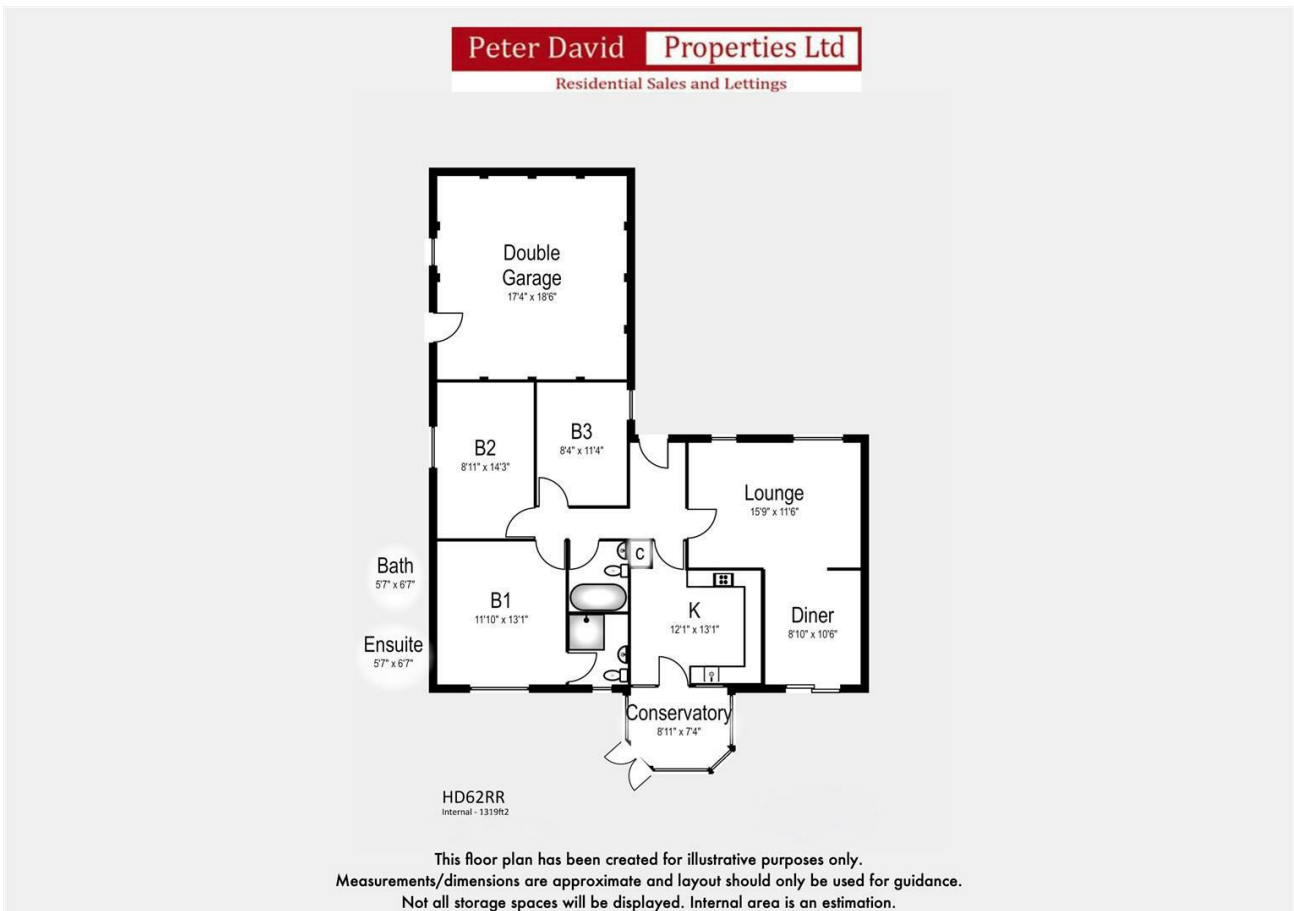 Peter David Properties Ltd
Residential Sales and Lettings
Double
Garage
17'4" x 18'6"
B2
8'11" x 14'3"
B3
8'4" x 11'4"
Lounge
15'9" x 11'6"
C
Bath
5'7" x 6'7"
B1
11'10" x 13'1"
K
12'1" x 13'1"
Diner
8'10" x 10'6"
Ensuite
5'7" x 6'7"
Conservatory
8'11" x 7'4"
HD62RR
Internal - 1319ft2
This floor plan has been created for illustrative purposes only.
Measurements/dimensions are approximate and layout should only be used for guidance.
Not all storage spaces will be displayed. Internal area is an estimation.